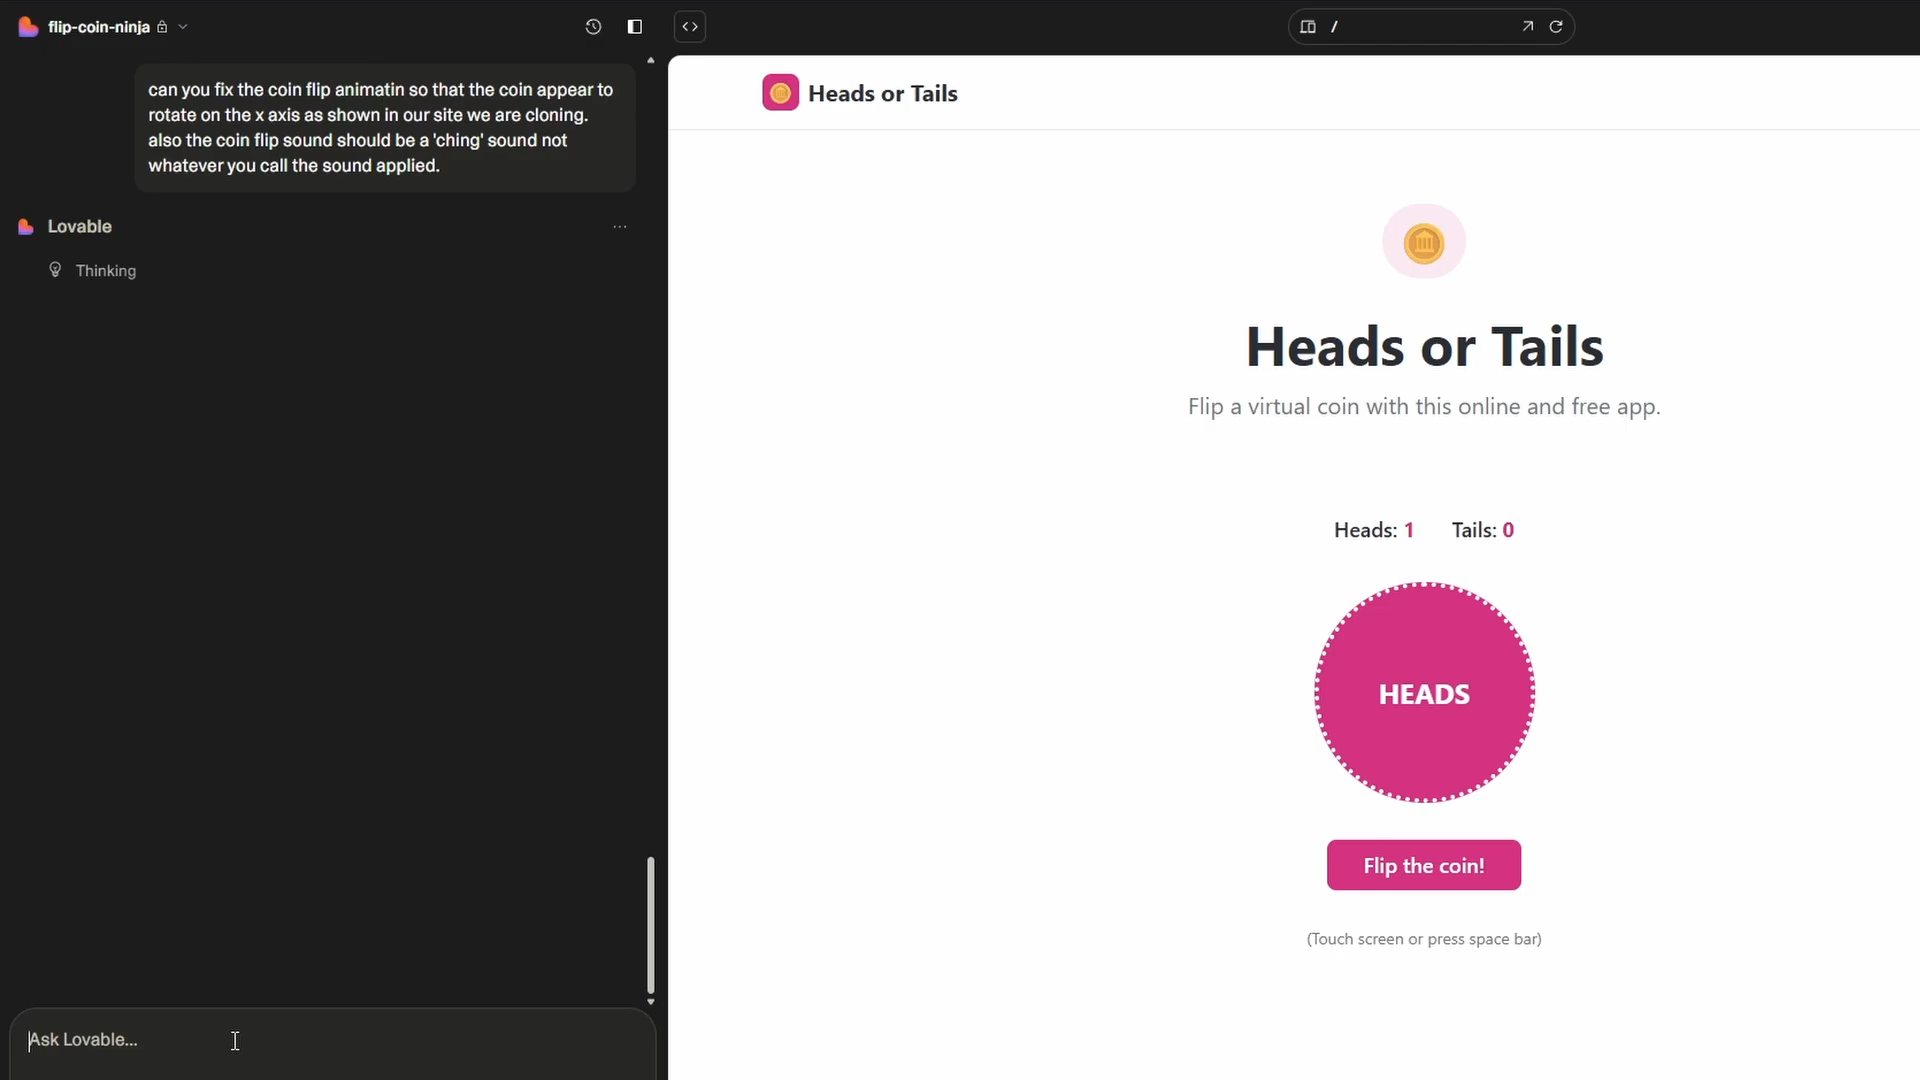 flip-coin-ninja
can you fix the coin flip animatin so that the coin appear to
rotate on the x axis as shown in our site we are cloning.
also the coin flip sound should be a 'ching' sound not
whatever you call the sound applied.
Lovable
Thinking
Ask Lovable...
/
Heads or Tails
Heads or Tails
Flip a virtual coin with this online and free app.
Heads: 1 Tails: 0
HEADS
Flip the coin!
(Touch screen or press space bar)